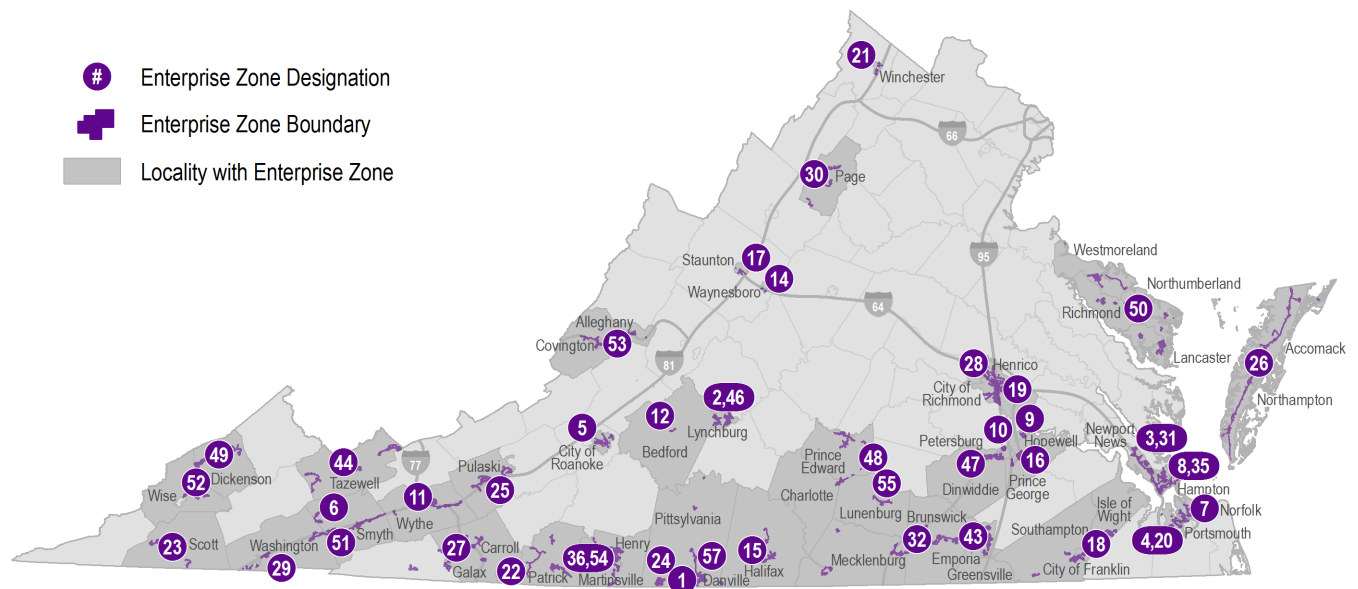 # Enterprise Zone Designation
Enterprise Zone Boundary
Locality with Enterprise Zone
21
Winchester
66
30
Page
Staunton
17
Waynesboro
14
95
64
Westmoreland
Northumberland
Richmond
50
Lancaster
Accomack
26
Northampton
Alleghany
Covington
53
81
28
Henrico
City of
Richmond
19
2,46
Lynchburg
12
Bedford
5
City of
Roanoke
10
9
Petersburg
Hopewell
Newport
News
3,31
8,35
Hampton
7
Norfolk
4,20
Portsmouth
49
Dickenson
52
Wise
44
Tazewell
77
Pulaski
25
11
Wythe
6
Smyth
51
Washington
29
23
Scott
Prince
Edward
48
Charlotte
55
Lunenburg
47
Dinwiddie
16
Prince
George
Isle of
Wight
Southampton
18
City of Franklin
Brunswick
32
43
Mecklenburg
Emporia
Greensville
Pittsylvania
27
Carroll
Galax
22
Patrick
36,54
Henry
Martinsville
24
1
57
Danville
15
Halifax